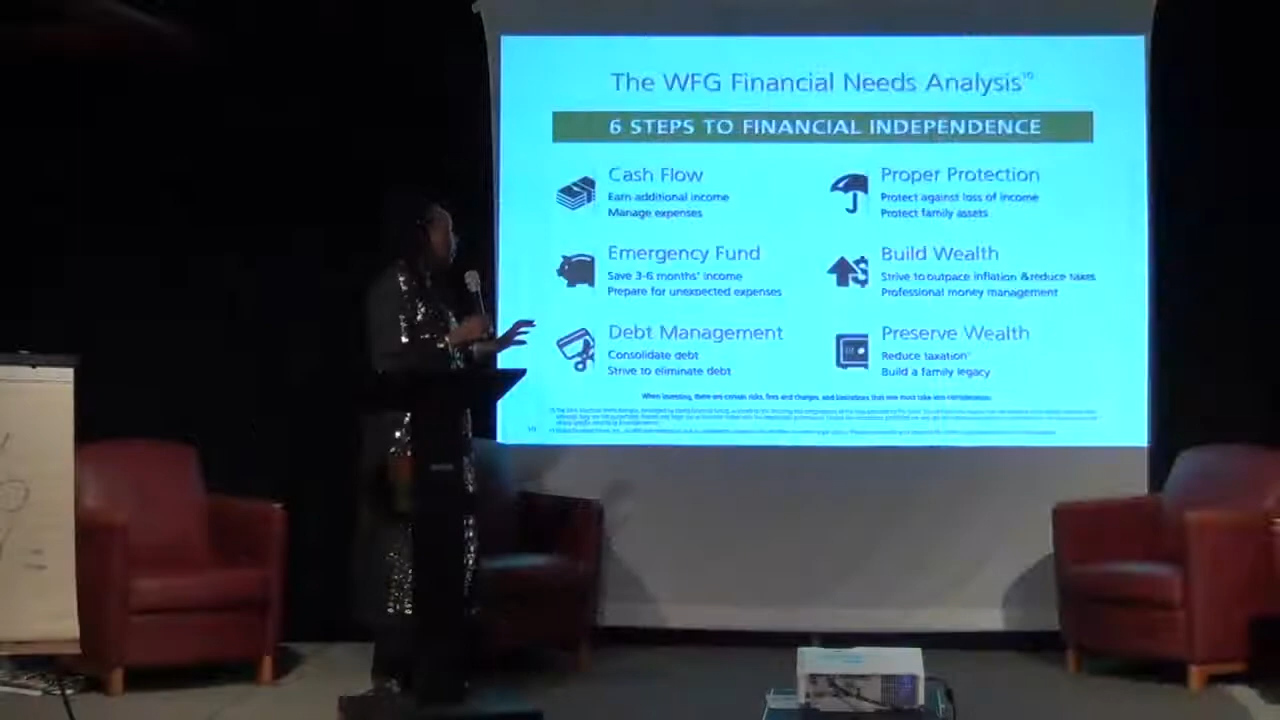 The WFG Financial Needs Analysis¹⁰
6 STEPS TO FINANCIAL INDEPENDENCE
Cash Flow
Earn additional income
Manage expenses
Emergency Fund
Save 3-6 months' income
Prepare for unexpected expenses
Debt Management
Consolidate debt
Strive to eliminate debt
Proper Protection
Protect against loss of income
Protect family assets
Build Wealth
Strive to outpace inflation & reduce taxes
Professional money management
Preserve Wealth
Reduce taxation
Build a family legacy
When investing, there are certain risks, fees and charges, and limitations that one must take into consideration.